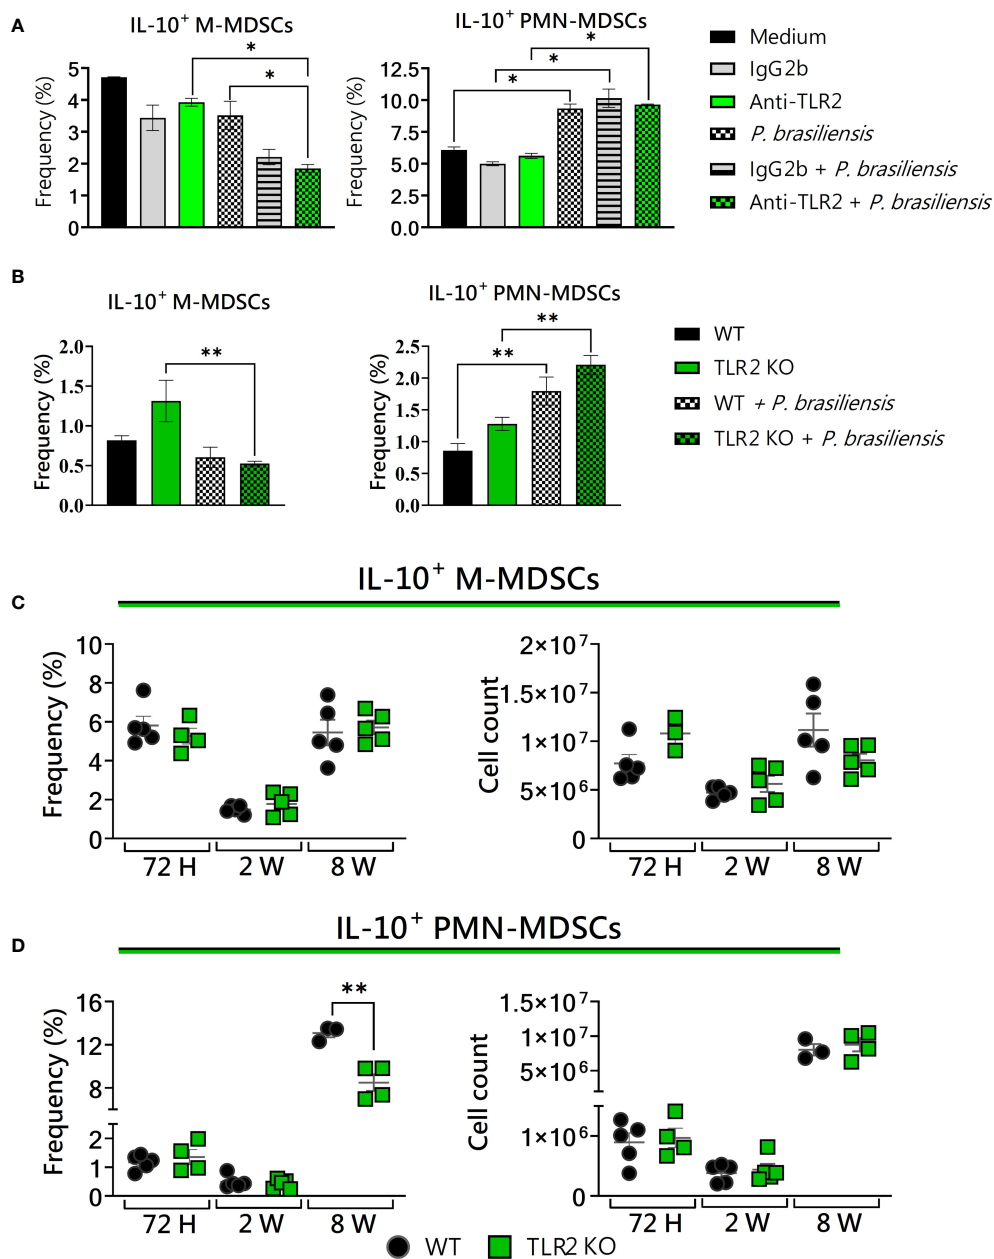 A
IL-10⁺ M-MDSCs
Frequency (%)
5
4
3
2
1
0
*
*
IL-10⁺ PMN-MDSCs
Frequency (%)
12.5
10.0
7.5
5.0
2.5
0.0
*
*
*
Medium
IgG2b
Anti-TLR2
P. brasiliensis
IgG2b + P. brasiliensis
Anti-TLR2 + P. brasiliensis
B
IL-10⁺ M-MDSCs
Frequency (%)
2.0
1.5
1.0
0.5
0.0
**
IL-10⁺ PMN-MDSCs
Frequency (%)
2.5
2.0
1.5
1.0
0.5
0.0
**
**
WT
TLR2 KO
WT + P. brasiliensis
TLR2 KO + P. brasiliensis
C
IL-10⁺ M-MDSCs
Frequency (%)
10
8
6
4
2
0
72 H 2 W 8 W
Cell count
2×10⁷
1.5×10⁷
1×10⁷
5×10⁶
0
72 H 2 W 8 W
D
IL-10⁺ PMN-MDSCs
Frequency (%)
16
12
8
2
1
0
**
72 H 2 W 8 W
Cell count
1.5×10⁷
1×10⁷
5×10⁶
1×10⁶
0
72 H 2 W 8 W
WT TLR2 KO